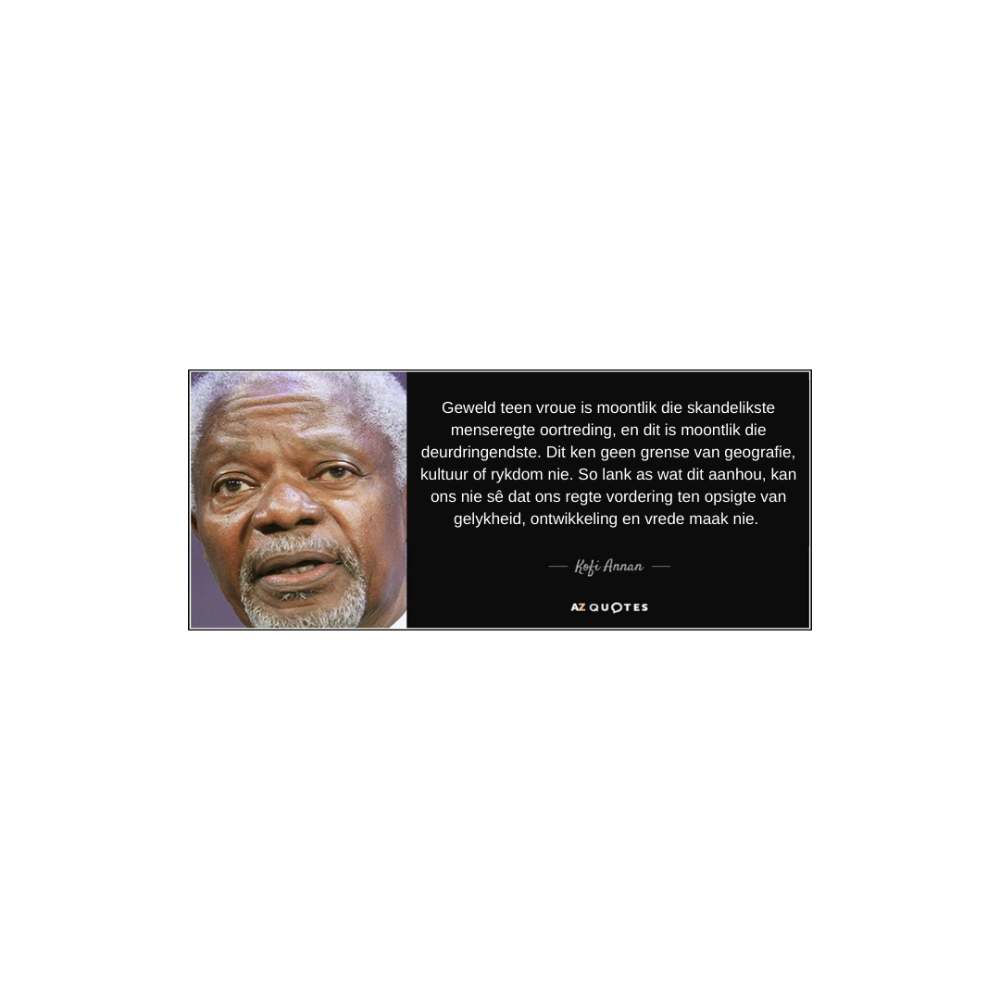 Geweld teen vroue is moontlik die skandelikste
menseregte oortreding, en dit is moontlik die
deurdringendste. Dit ken geen grense van geografie,
kultuur of rykdom nie. So lank as wat dit aanhou, kan
ons nie sê dat ons regte vordering ten opsigte van
gelykheid, ontwikkeling en vrede maak nie.
Kofi Annan
AZ QUOTES